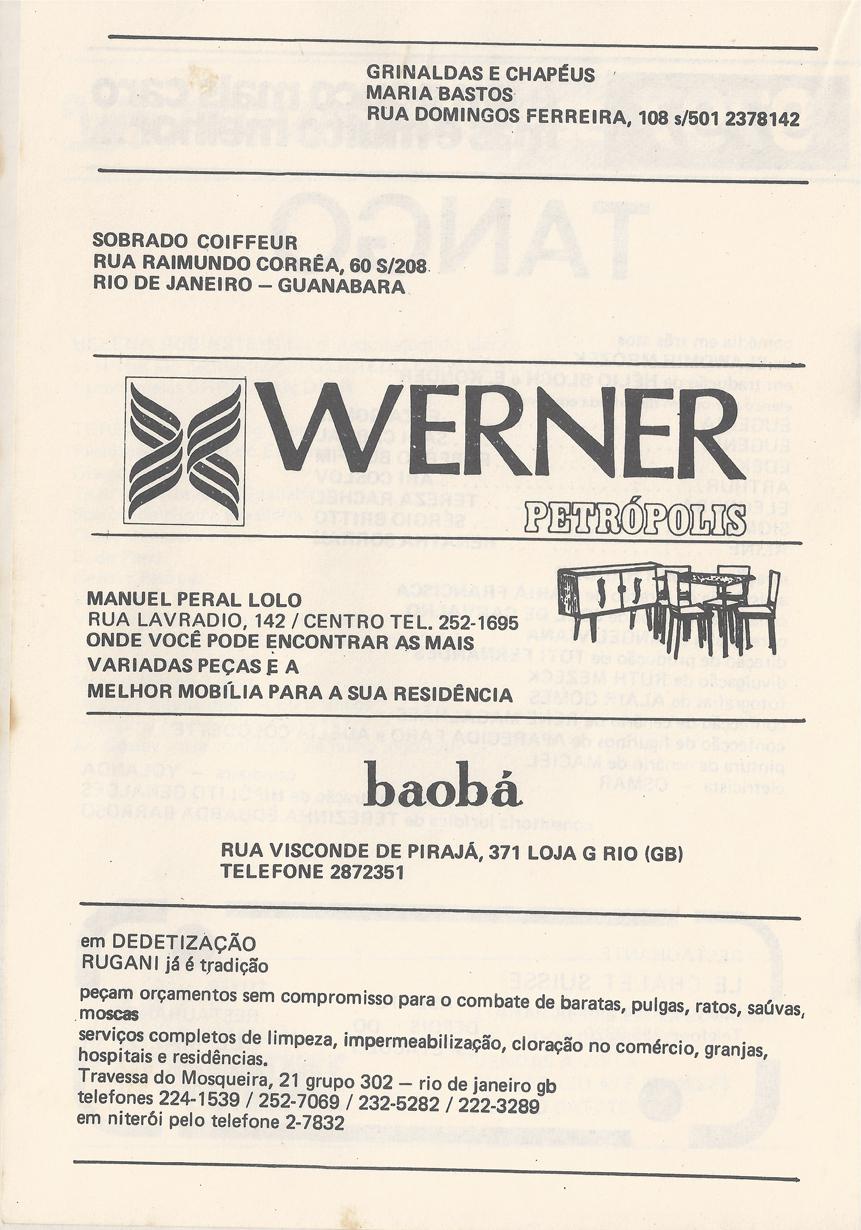 GRINALDAS E CHAPÉUS
MARIA BASTOS
RUA DOMINGOS FERREIRA, 108 s/501 2378142
SOBRADO COIFFEUR
RUA RAIMUNDO CORRÊA, 60 S/208
RIO DE JANEIRO — GUANABARA
WERNER
PETRÓPOLIS
MANUEL PERAL LOLO
RUA LAVRADIO, 142 / CENTRO TEL. 252-1695
ONDE VOCÊ PODE ENCONTRAR AS MAIS
VARIADAS PEÇAS E A
MELHOR MOBÍLIA PARA A SUA RESIDÊNCIA
baobá
RUA VISCONDE DE PIRAJÁ, 371 LOJA G RIO (GB)
TELEFONE 2872351
em DEDETIZAÇÃO
RUGANI já é tradição
peçam orçamentos sem compromisso para o combate de baratas, pulgas, ratos, saúvas,
moscas
serviços completos de limpeza, impermeabilização, cloração no comércio, granjas,
hospitais e residências.
Travessa do Mosqueira, 21 grupo 302 — rio de janeiro gb
telefones 224-1539 / 252-7069 / 232-5282 / 222-3289
em niterói pelo telefone 2-7832